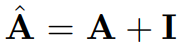 Â = A + I